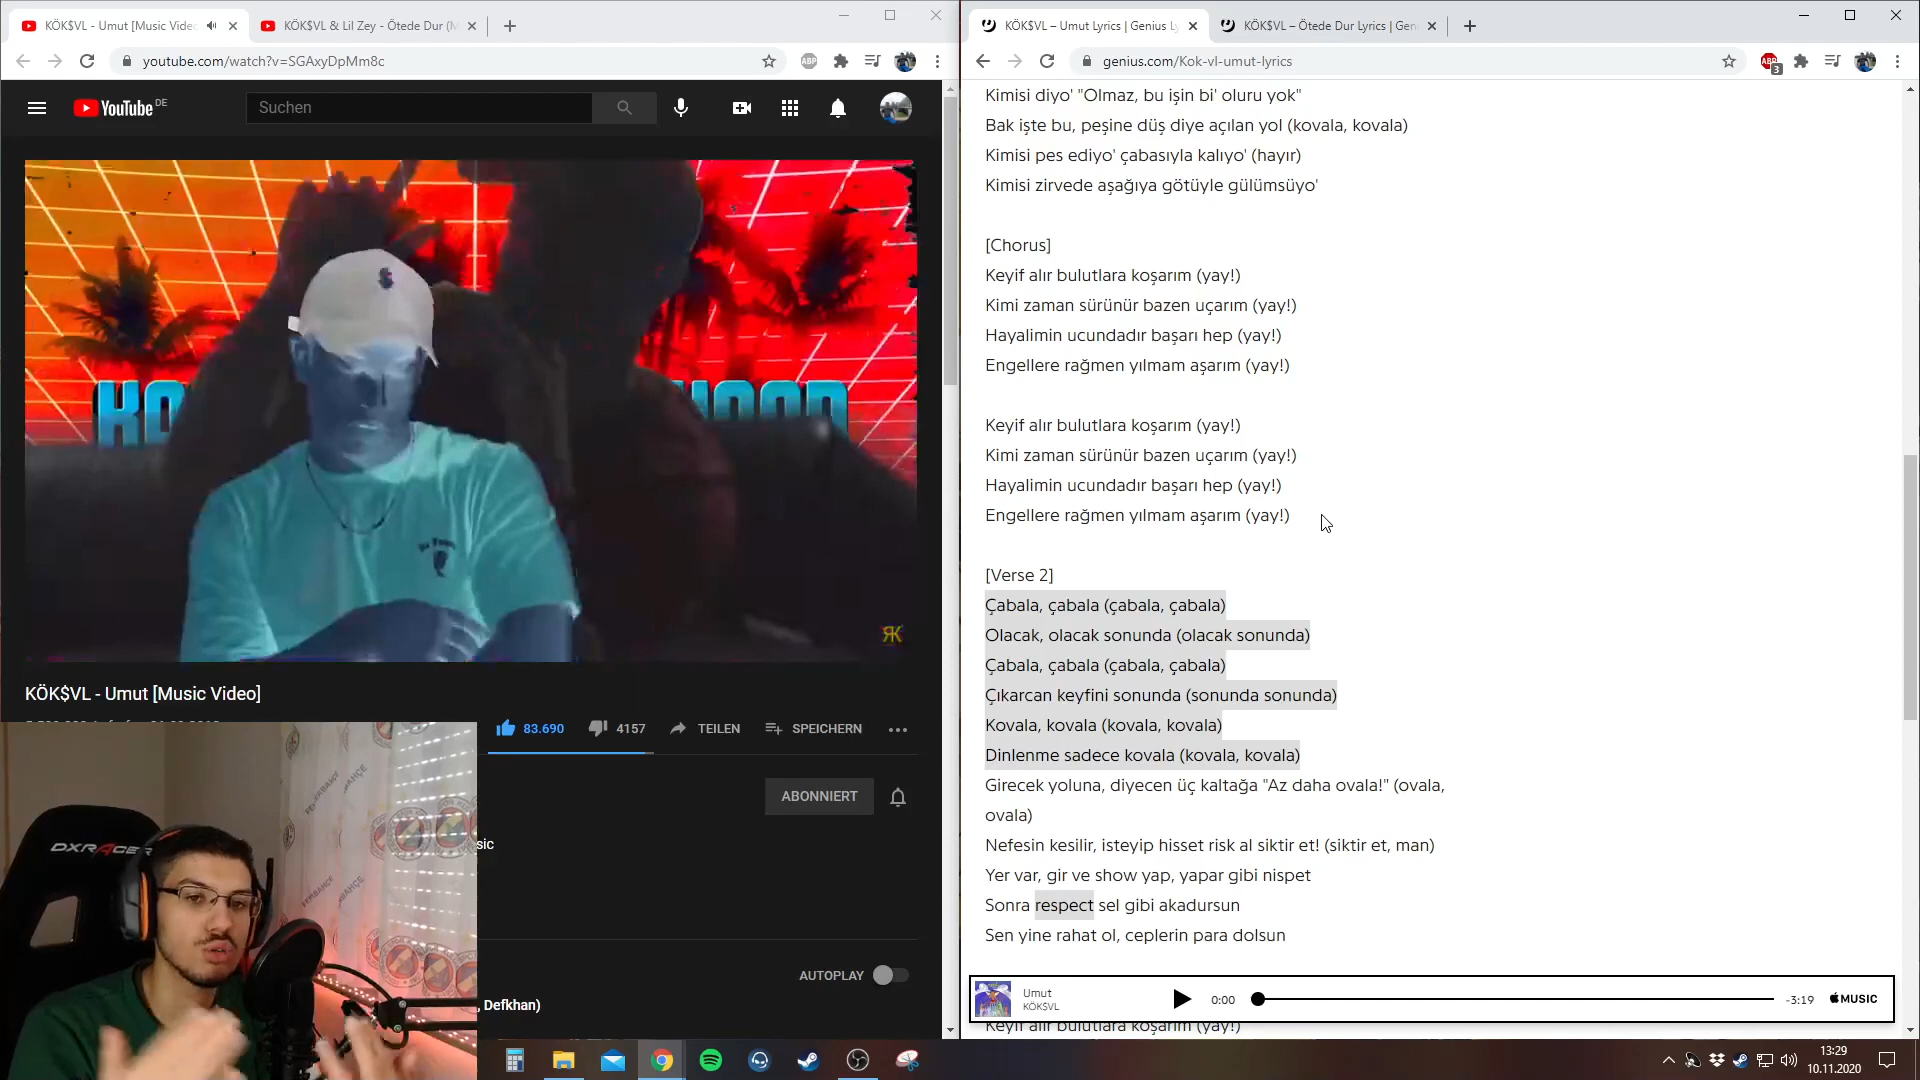 KÖK$VL - Umut [Music Video
KÖK$VL & Lil Zey - Ötede Dur (M
youtube.com/watch?v=SGAxyDpMm8c
YouTube DE
Suchen
KÖK$VL - Umut [Music Video]
83.690
4157
TEILEN
SPEICHERN
ABONNIERT
sic
AUTOPLAY
, Defkhan)
DXRACER
KÖK$VL – Umut Lyrics | Genius Ly
KÖK$VL – Ötede Dur Lyrics | Gen
genius.com/Kok-vl-umut-lyrics
ABP
3
Kimisi diyo' "Olmaz, bu işin bi' oluru yok"
Bak işte bu, peşine düş diye açılan yol (kovala, kovala)
Kimisi pes ediyo' çabasıyla kalıyo' (hayır)
Kimisi zirvede aşağıya götüyle gülümsüyo'
[Chorus]
Keyif alır bulutlara koşarım (yay!)
Kimi zaman sürünür bazen uçarım (yay!)
Hayalimin ucundadır başarı hep (yay!)
Engellere rağmen yılmam aşarım (yay!)
Keyif alır bulutlara koşarım (yay!)
Kimi zaman sürünür bazen uçarım (yay!)
Hayalimin ucundadır başarı hep (yay!)
Engellere rağmen yılmam aşarım (yay!)
[Verse 2]
Çabala, çabala (çabala, çabala)
Olacak, olacak sonunda (olacak sonunda)
Çabala, çabala (çabala, çabala)
Çıkarcan keyfini sonunda (sonunda sonunda)
Kovala, kovala (kovala, kovala)
Dinlenme sadece kovala (kovala, kovala)
Girecek yoluna, diyecen üç kaltağa "Az daha ovala!" (ovala,
ovala)
Nefesin kesilir, isteyip hisset risk al siktir et! (siktir et, man)
Yer var, gir ve show yap, yapar gibi nispet
Sonra respect sel gibi akadursun
Sen yine rahat ol, ceplerin para dolsun
Umut
KÖK$VL
0:00
-3:19
MUSIC
Keyif alır bulutlara koşarım (yay!)
13:29
10.11.2020